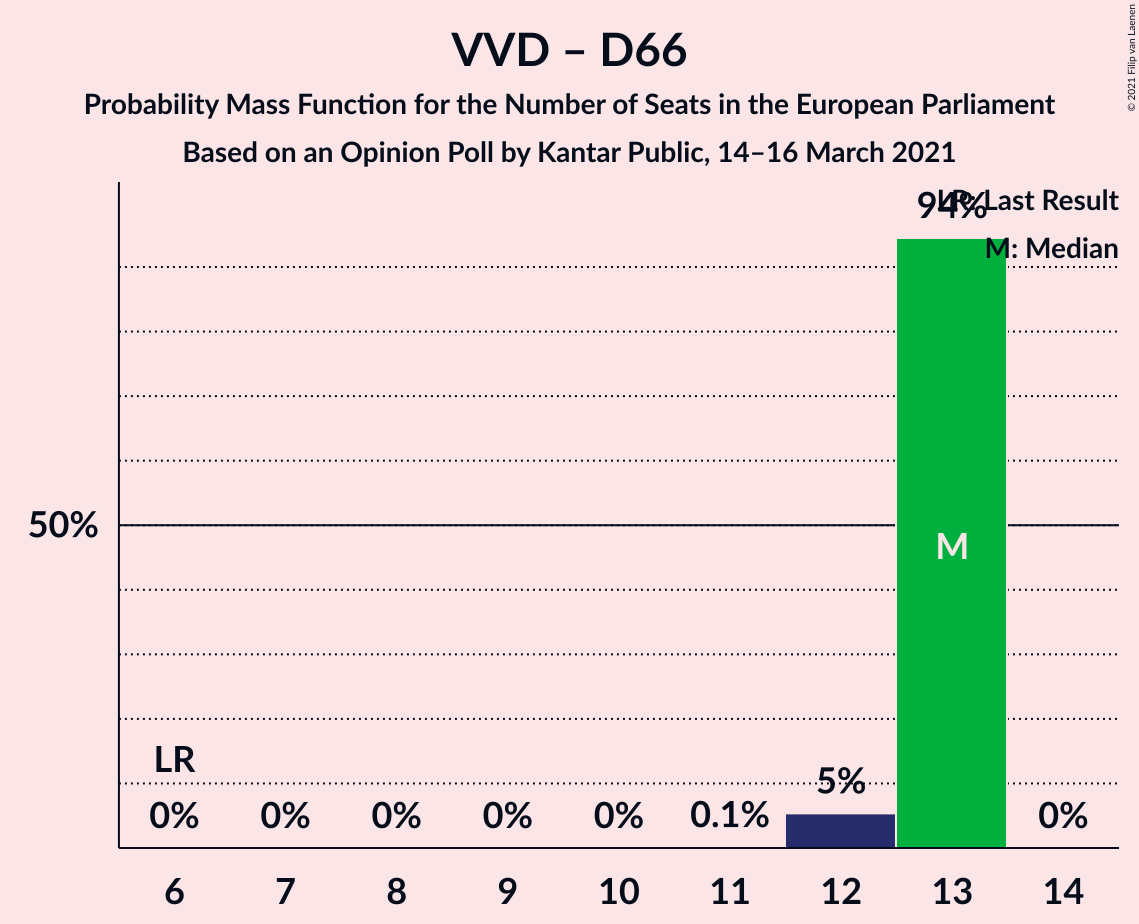 VVD – D66
Probability Mass Function for the Number of Seats in the European Parliament
Based on an Opinion Poll by Kantar Public, 14–16 March 2021
© 2021 Filip van Laenen
94%
LR: Last Result
M: Median
50%
M
LR
5%
0% 0% 0% 0% 0% 0.1% 0%
6 7 8 9 10 11 12 13 14